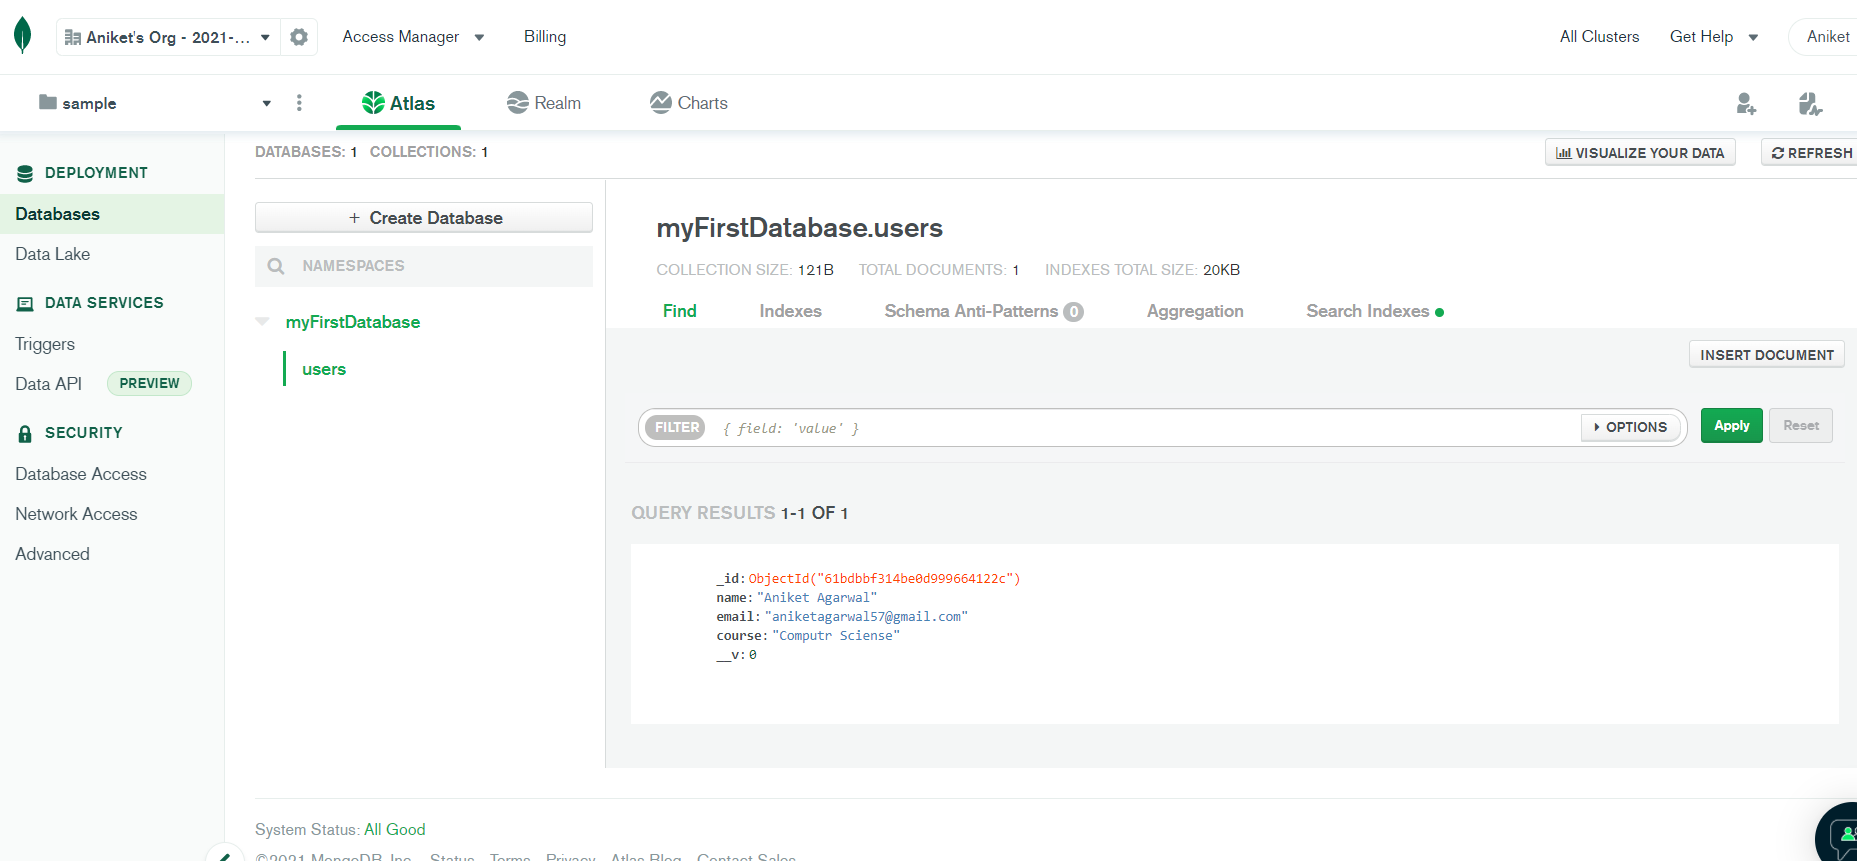 Aniket's Org - 2021-...
Access Manager
Billing
All Clusters
Get Help
Aniket
sample
Atlas
Realm
Charts
DATABASES: 1 COLLECTIONS: 1
VISUALIZE YOUR DATA
REFRESH
DEPLOYMENT
Databases
Data Lake
DATA SERVICES
Triggers
Data API PREVIEW
SECURITY
Database Access
Network Access
Advanced
+ Create Database
NAMESPACES
myFirstDatabase
users
myFirstDatabase.users
COLLECTION SIZE: 121B TOTAL DOCUMENTS: 1 INDEXES TOTAL SIZE: 20KB
Find Indexes Schema Anti-Patterns 0 Aggregation Search Indexes
INSERT DOCUMENT
FILTER { field: 'value' } OPTIONS Apply Reset
QUERY RESULTS 1-1 OF 1
_id: ObjectId("61bdbbf314be0d999664122c")
name: "Aniket Agarwal"
email: "aniketagarwal57@gmail.com"
course: "Computr Sciense"
__v: 0
System Status: All Good
©2021 MongoDB, Inc. Status Terms Privacy Atlas Blog Contact Sales